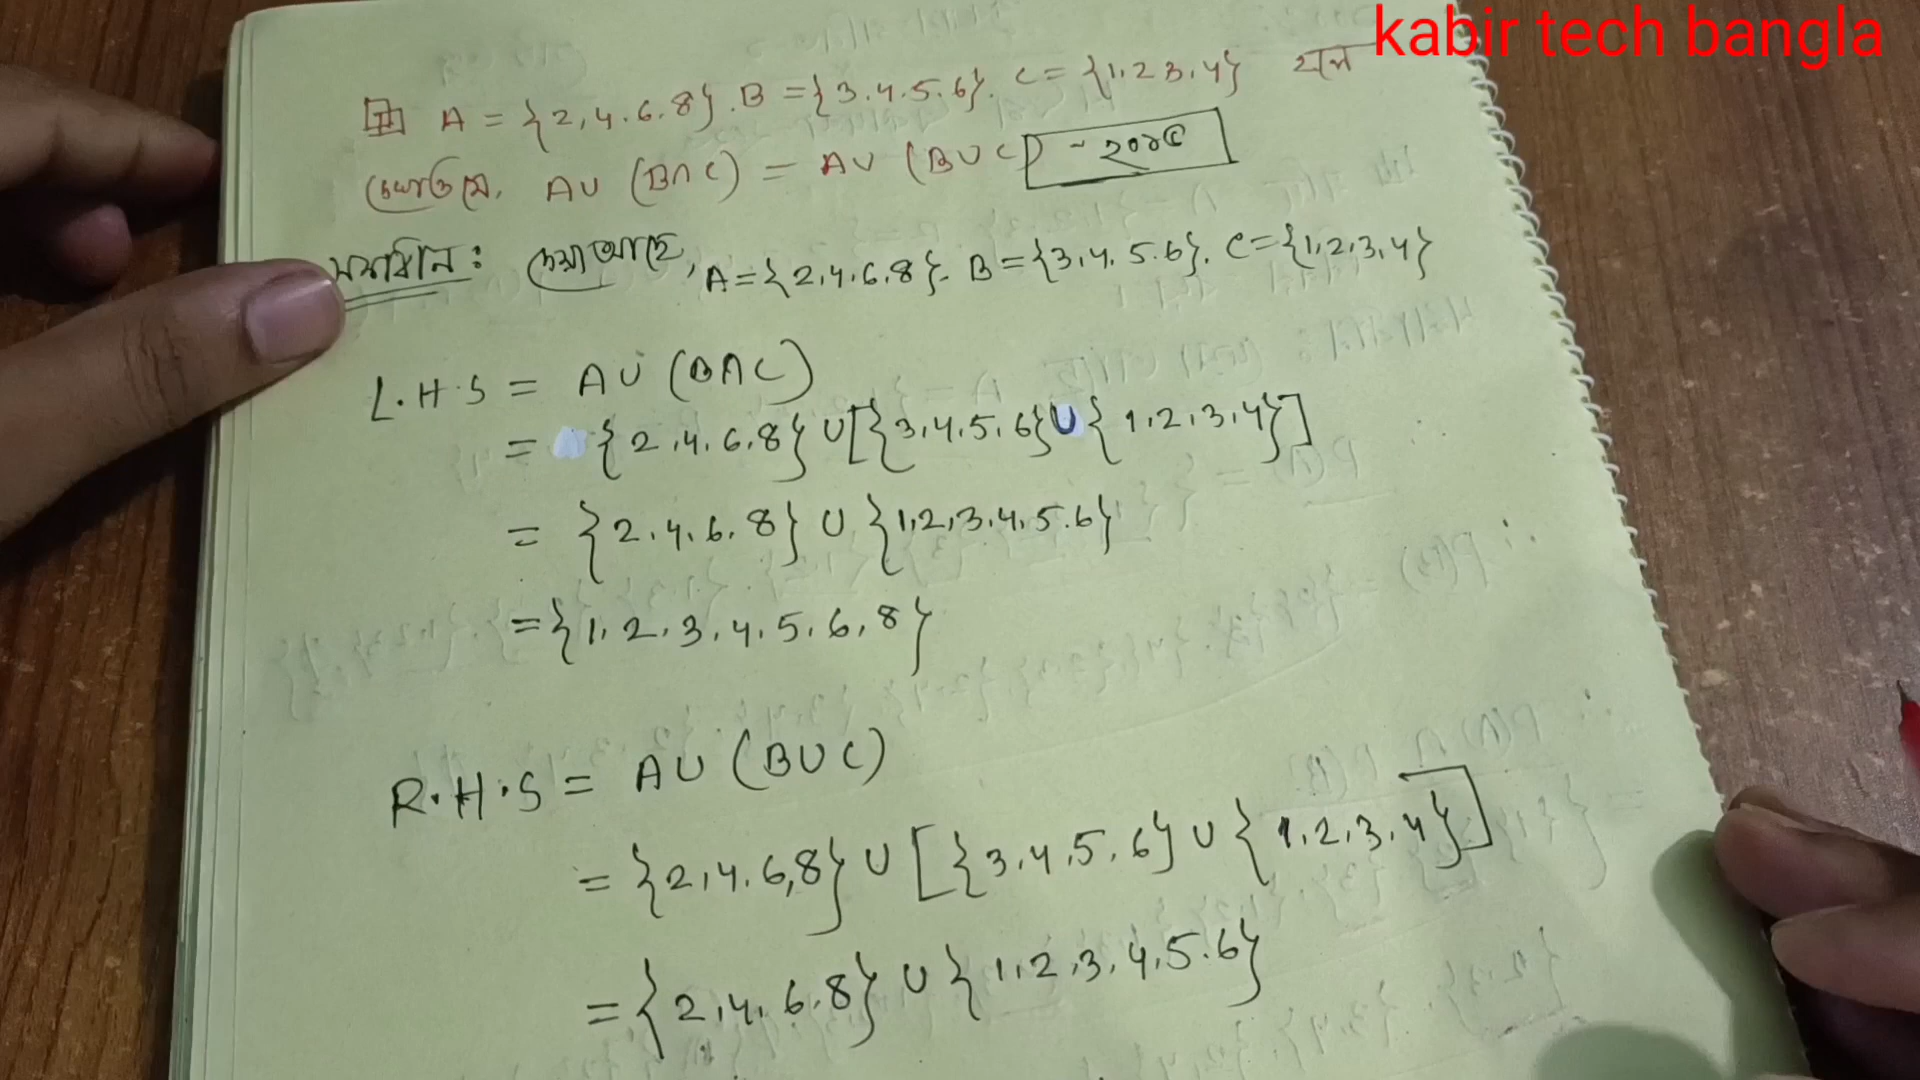 kabir tech bangla
A = {2,4.6.8}. B = {3.4.5.6}. C = {1,2 3,4} হলে
দেখাও যে, A∪ (B∩C) = A∪ (B∪C) - ২০১৫
সমাধান: দেয়া আছে, A={2,4.6.8}. B={3,4.5.6}. C={1,2,3,4}
L.H.S = A∪ (B∩C)
= {2,4.6.8} ∪ [{3,4.5,6} ∪ {1,2,3,4}]
= {2.4.6.8} ∪ {1,2,3.4.5.6}
= {1,2,3,4,5,6,8}
R.H.S = A∪ (B∪C)
= {2,4.6,8} ∪ [{3,4,5,6} ∪ {1,2,3,4}]
= {2,4.6.8} ∪ {1,2,3,4,5.6}